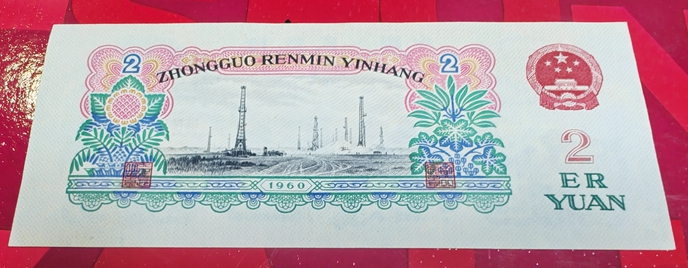 2 2
ZHONGGUO RENMIN YINHANG
1960
2
ER
YUAN